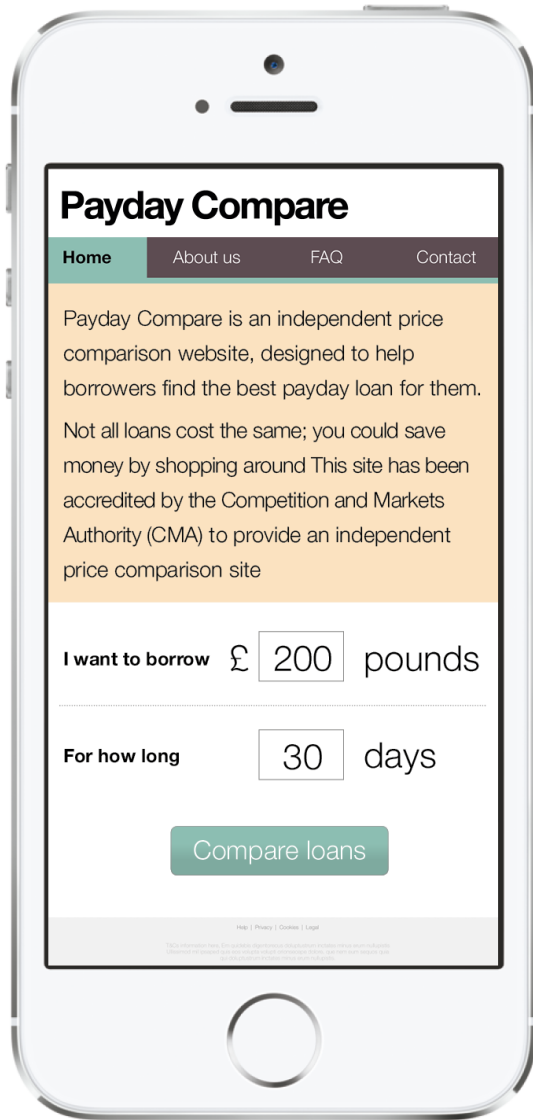 Payday Compare
Home About us FAQ Contact
Payday Compare is an independent price
comparison website, designed to help
borrowers find the best payday loan for them.
Not all loans cost the same; you could save
money by shopping around This site has been
accredited by the Competition and Markets
Authority (CMA) to provide an independent
price comparison site
I want to borrow £ 200 pounds
For how long 30 days
Compare loans
Help | Privacy | Cookies | Legal